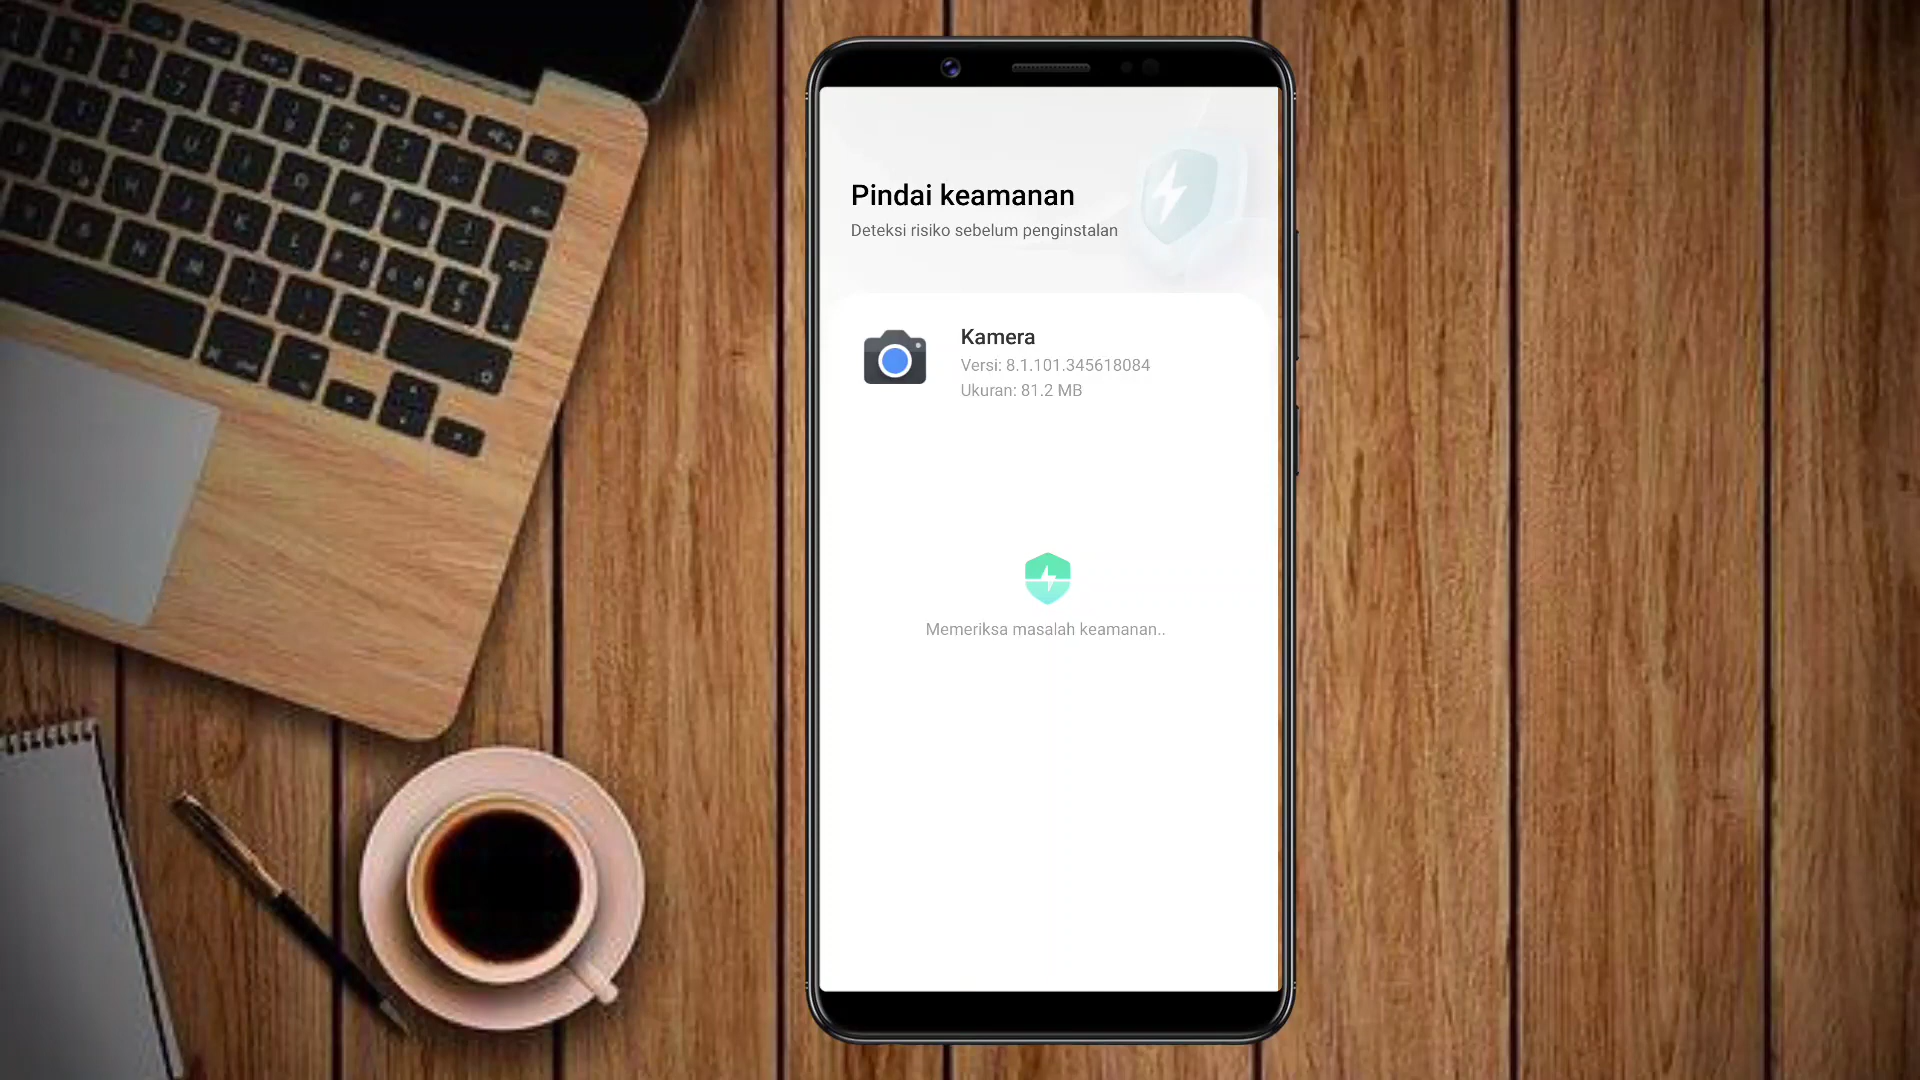 Pindai keamanan
Deteksi risiko sebelum penginstalan
Kamera
Versi: 8.1.101.345618084
Ukuran: 81.2 MB
Memeriksa masalah keamanan..